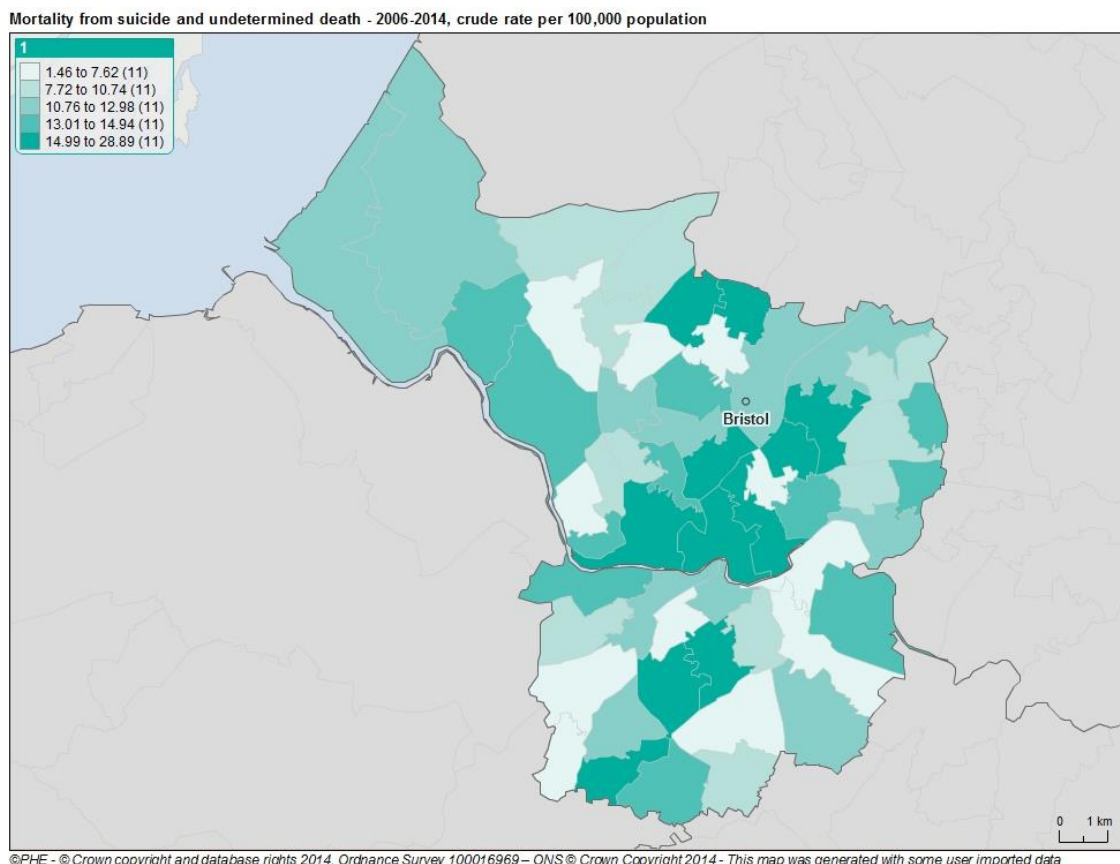 Mortality from suicide and undetermined death - 2006-2014, crude rate per 100,000 population
1
1.46 to 7.62 (11)
7.72 to 10.74 (11)
10.76 to 12.98 (11)
13.01 to 14.94 (11)
14.99 to 28.89 (11)
Bristol
0 1 km
©PHE - © Crown copyright and database rights 2014, Ordnance Survey 100016969 – ONS © Crown Copyright 2014 - This map was generated with some user imported data